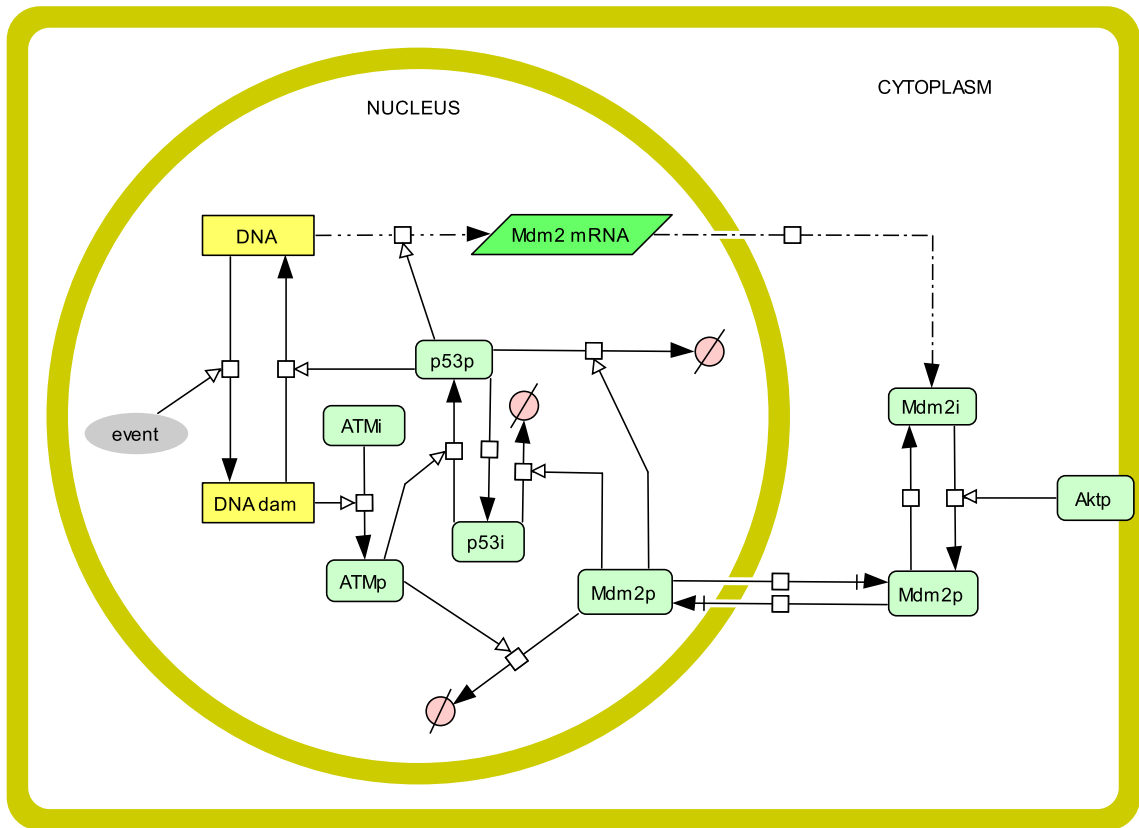 CYTOPLASM
NUCLEUS
DNA
Mdm2 mRNA
p53p
Mdm2i
ATMi
event
DNA dam
Aktp
p53i
ATMp
Mdm2p
Mdm2p